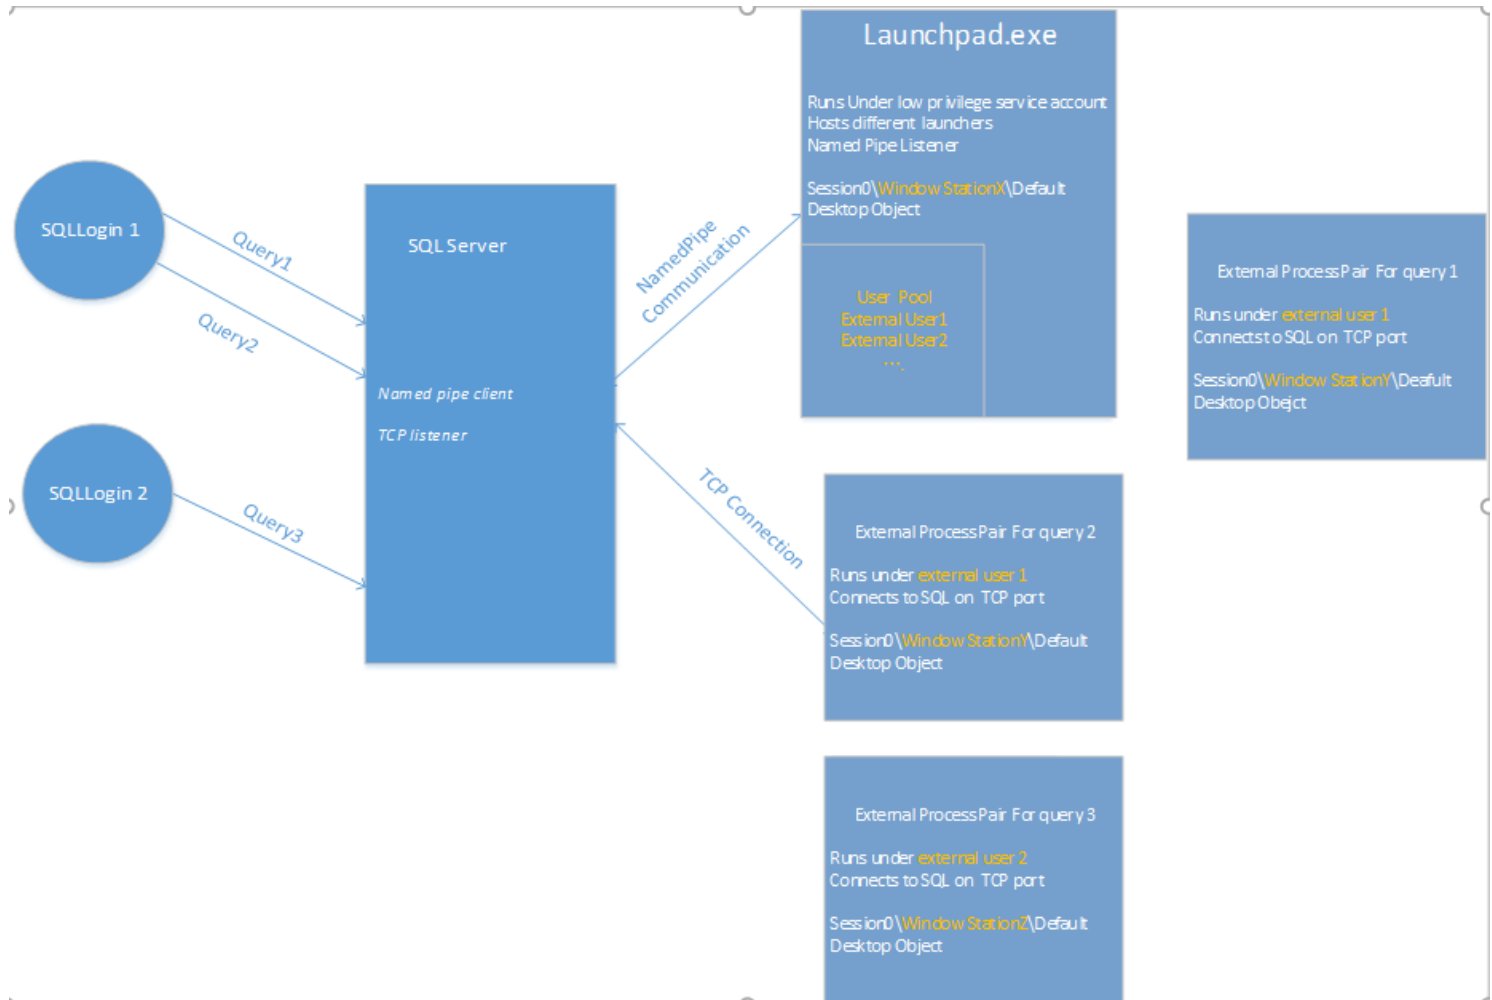 Launchpad.exe
Runs Under low privilege service account
Hosts different launchers
Named Pipe Listener
Session0\Window StationX\Default
Desktop Object
User Pool
External User1
External User2
....
SQLLogin 1
Query1
Query2
SQL Server
Named pipe client
TCP listener
NamedPipe
Communication
External Process Pair For query 1
Runs under external user 1
Connects to SQL on TCP port
Session0\Window StationY\Deafult
Desktop Obejct
SQLLogin 2
Query3
TCP Connection
External Process Pair For query 2
Runs under external user 1
Connects to SQL on TCP port
Session0\Window StationY\Default
Desktop Object
External Process Pair For query 3
Runs under external user 2
Connects to SQL on TCP port
Session0\Window StationZ\Default
Desktop Object